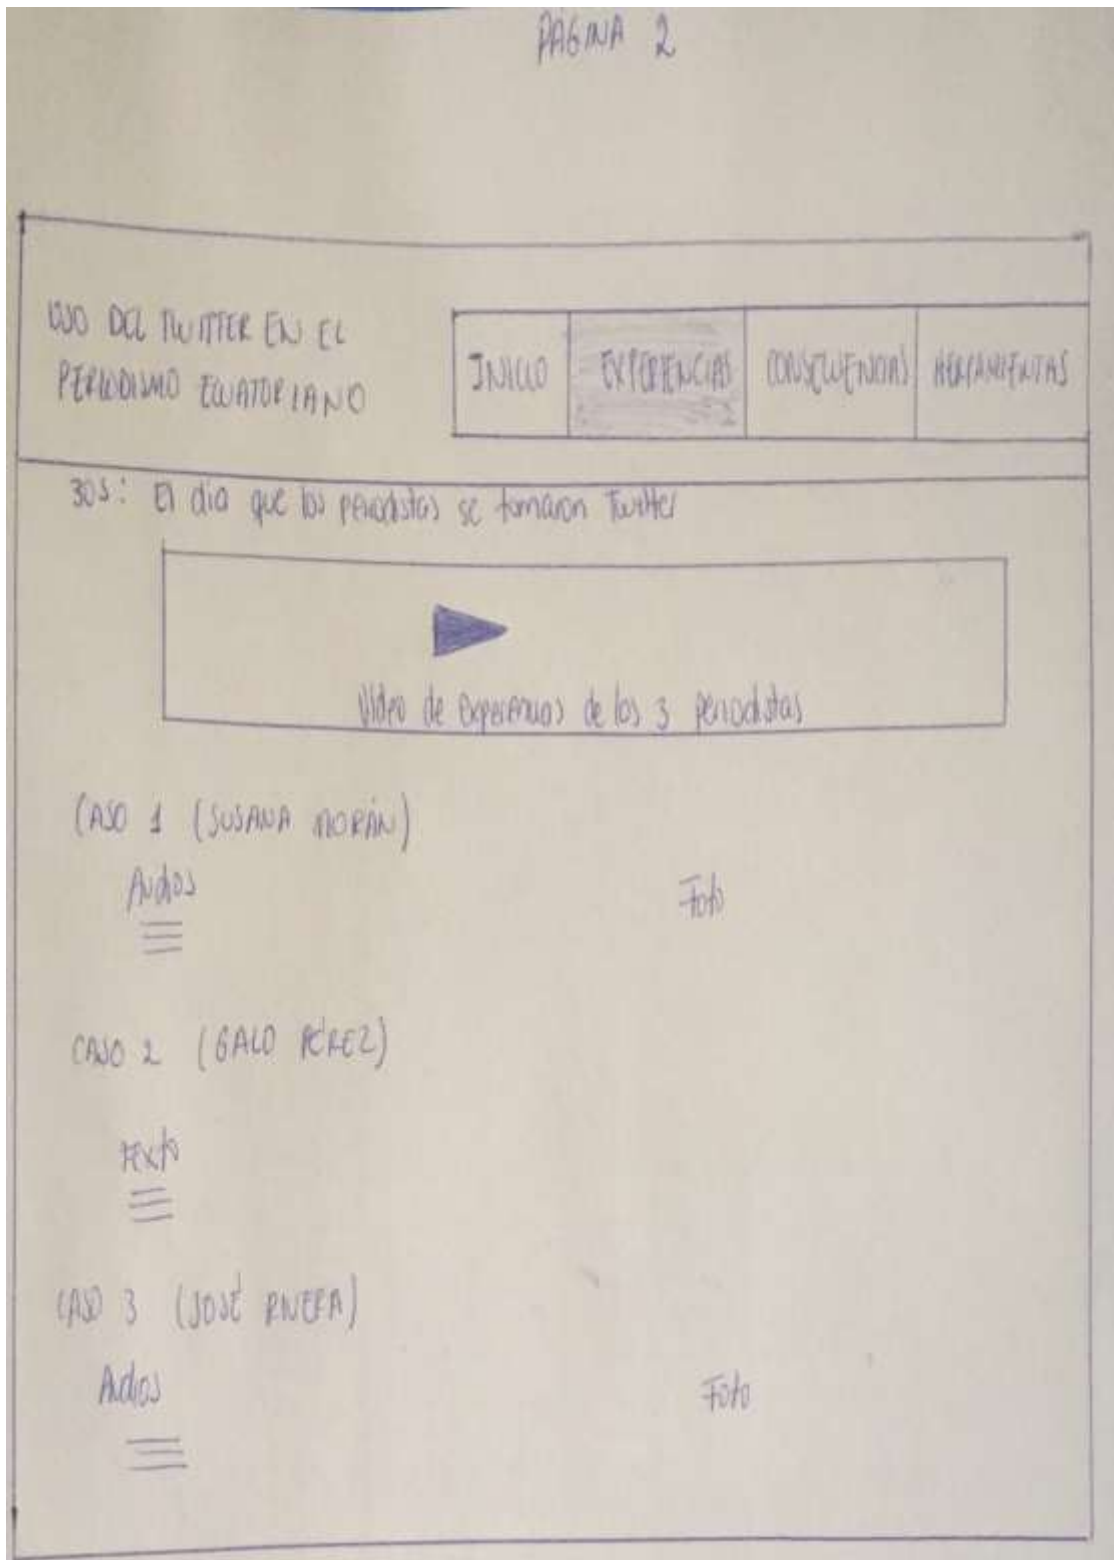 PÁGINA 2
USO DEL TWITTER EN EL
PERIODISMO ECUATORIANO
INICIO
EXPERIENCIAS
CONSECUENCIAS
HERRAMIENTAS
30S: El día que los periodistas se tomaron Twitter
Vídeo de experiencias de los 3 periodistas
CASO 1 (SUSANA MORÁN)
Audios
Foto
CASO 2 (GALO PÉREZ)
Texto
CASO 3 (JOSÉ RIVERA)
Audios
Foto